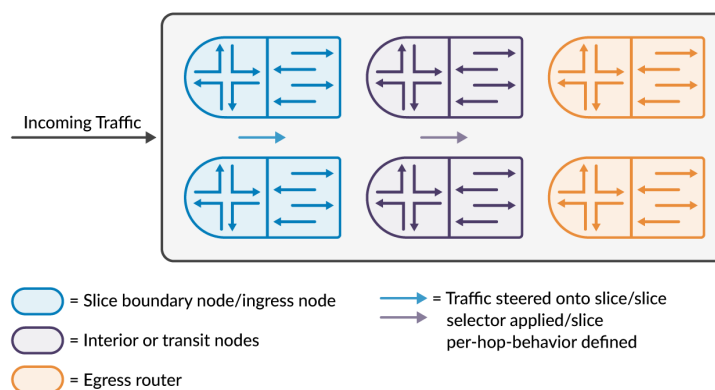 Incoming Traffic
= Slice boundary node/ingress node
= Interior or transit nodes
= Egress router
= Traffic steered onto slice/slice
selector applied/slice
per-hop-behavior defined